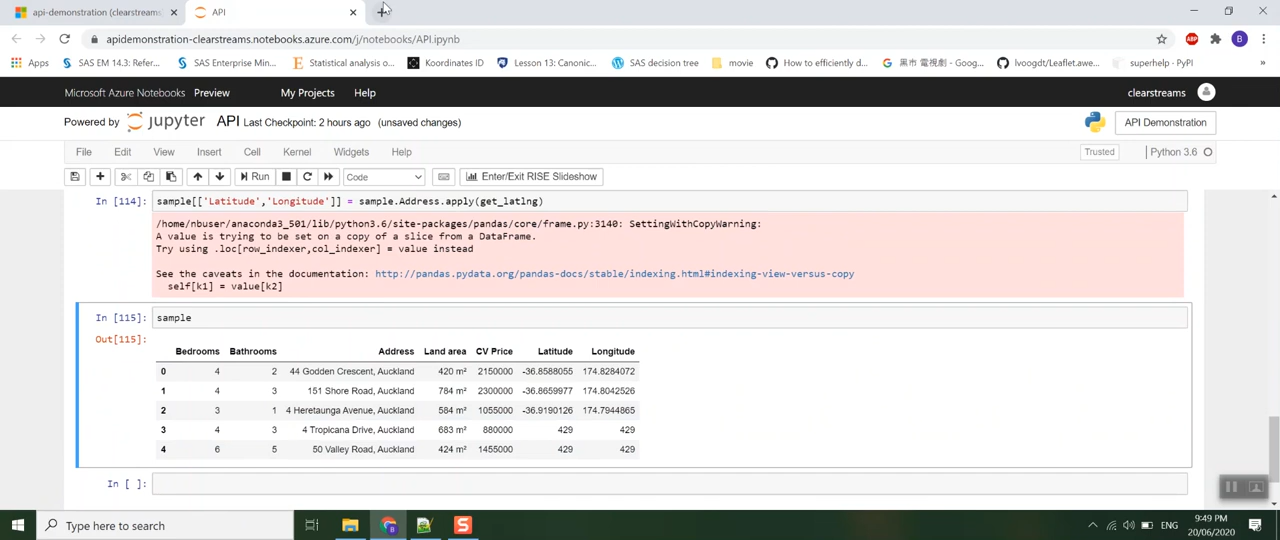 api-demonstration (clearstreams)
API
apidemonstration-clearstreams.notebooks.azure.com/j/notebooks/API.ipynb
ABP
B
Apps
SAS EM 14.3: Refer...
SAS Enterprise Min...
Statistical analysis o...
Koordinates ID
Lesson 13: Canonic...
SAS decision tree
movie
How to efficiently d...
黑市 電視劇 - Goog...
lvoogdt/Leaflet.awe...
superhelp · PyPI
»
Microsoft Azure Notebooks Preview My Projects Help clearstreams
Powered by jupyter API Last Checkpoint: 2 hours ago (unsaved changes) API Demonstration
File Edit View Insert Cell Kernel Widgets Help Trusted Python 3.6
Run Code Enter/Exit RISE Slideshow
In [114]: sample[['Latitude','Longitude']] = sample.Address.apply(get_latlng)
/home/nbuser/anaconda3_501/lib/python3.6/site-packages/pandas/core/frame.py:3140: SettingWithCopyWarning:
A value is trying to be set on a copy of a slice from a DataFrame.
Try using .loc[row_indexer,col_indexer] = value instead
See the caveats in the documentation: http://pandas.pydata.org/pandas-docs/stable/indexing.html#indexing-view-versus-copy
self[k1] = value[k2]
In [115]: sample
Out[115]:
Bedrooms Bathrooms Address Land area CV Price Latitude Longitude
0 4 2 44 Godden Crescent, Auckland 420 m² 2150000 -36.8588055 174.8284072
1 4 3 151 Shore Road, Auckland 784 m² 2300000 -36.8659977 174.8042526
2 3 1 4 Heretaunga Avenue, Auckland 584 m² 1055000 -36.9190126 174.7944865
3 4 3 4 Tropicana Drive, Auckland 683 m² 880000 429 429
4 6 5 50 Valley Road, Auckland 424 m² 1455000 429 429
In [ ]:
Type here to search
B
S
ENG
9:49 PM
20/06/2020